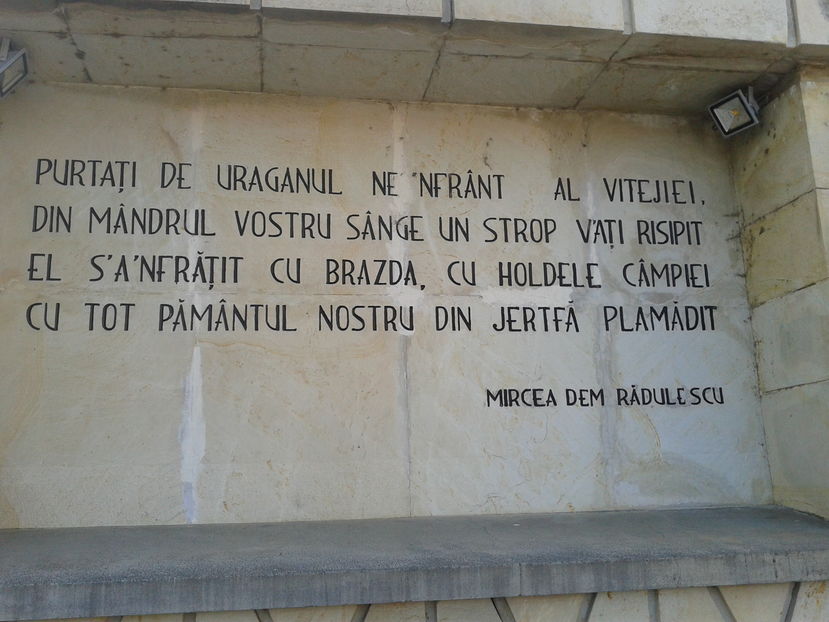 PURTAȚI DE URAGANUL NE'NFRÂNT AL VITEJIEI,
DIN MÂNDRUL VOSTRU SÂNGE UN STROP V'AȚI RISIPIT
EL S'A'NFRĂȚIT CU BRAZDA, CU HOLDELE CÂMPIEI
CU TOT PĂMÂNTUL NOSTRU DIN JERTFĂ PLAMĂDIT
MIRCEA DEM RĂDULESCU